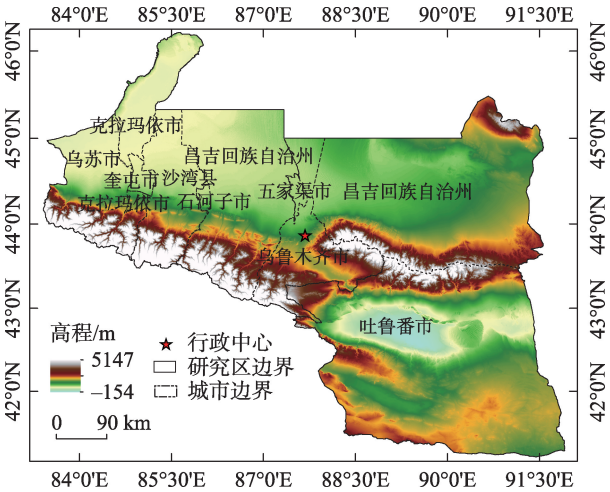 84°0′E 85°30′E 87°0′E 88°30′E 90°0′E 91°30′E
46°0′N 46°0′N
克拉玛依市
45°0′N 45°0′N
乌苏市 昌吉回族自治州
奎屯市 沙湾县 五家渠市 昌吉回族自治州
克拉玛依市 石河子市
44°0′N 44°0′N
乌鲁木齐市
43°0′N 43°0′N
吐鲁番市
高程/m
5147
−154
行政中心
研究区边界
城市边界
42°0′N 42°0′N
0 90 km
84°0′E 85°30′E 87°0′E 88°30′E 90°0′E 91°30′E